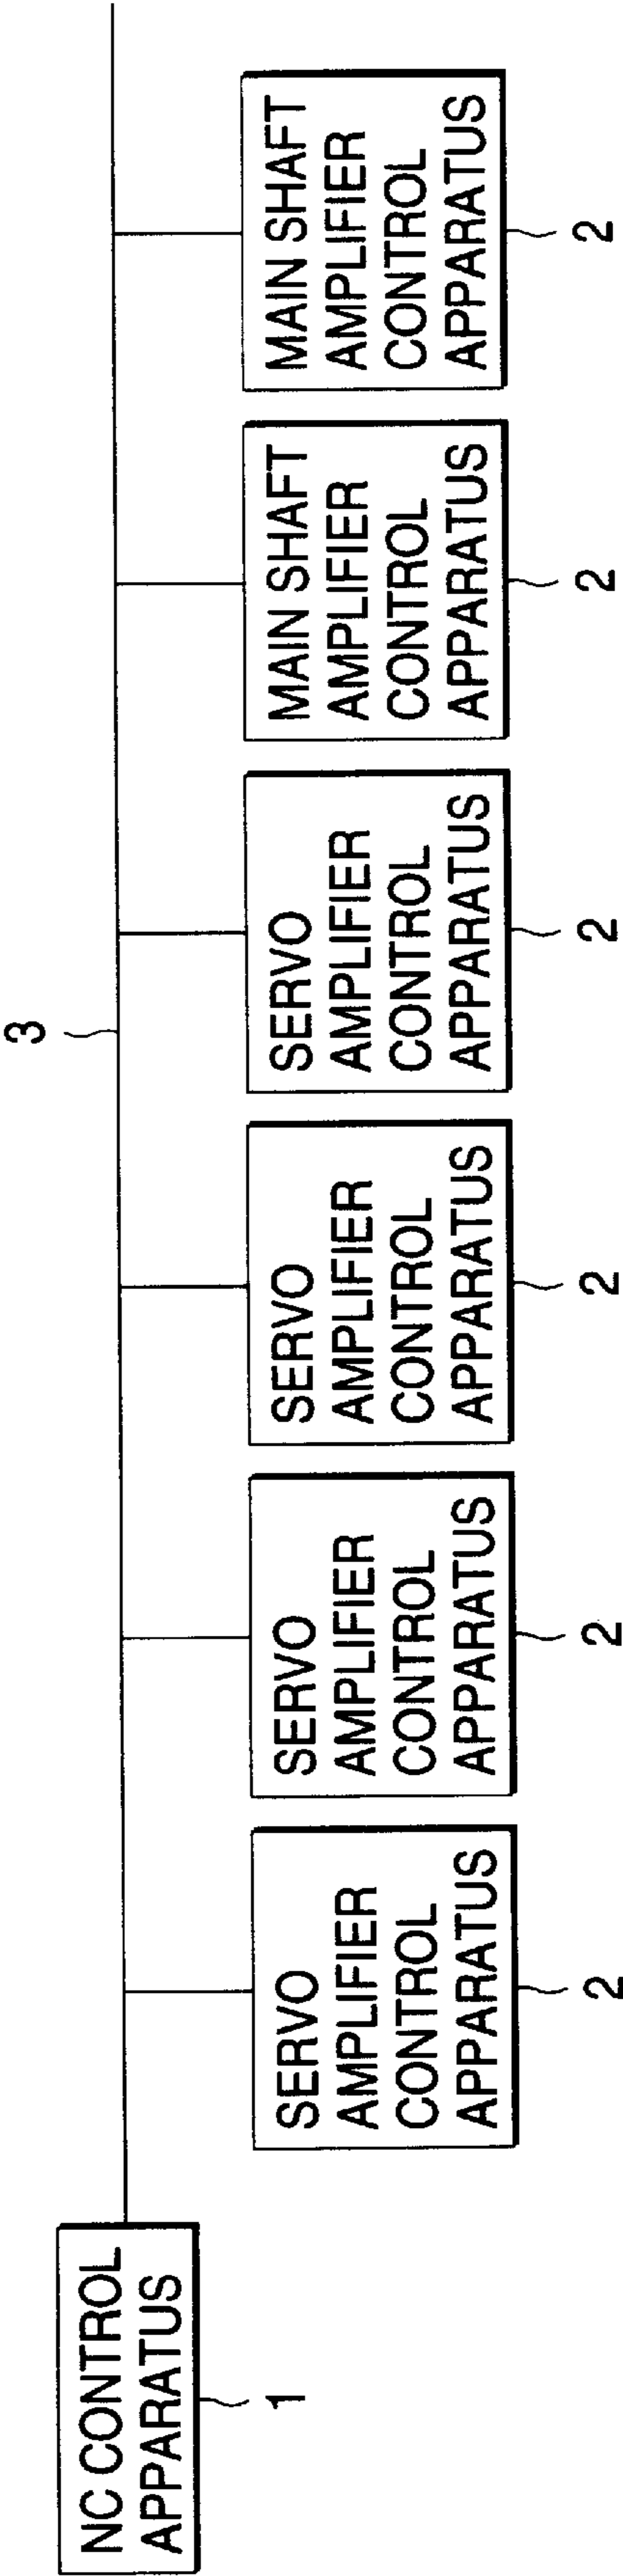 3
NC CONTROL
APPARATUS
1
SERVO
AMPLIFIER
CONTROL
APPARATUS
2
SERVO
AMPLIFIER
CONTROL
APPARATUS
2
SERVO
AMPLIFIER
CONTROL
APPARATUS
2
SERVO
AMPLIFIER
CONTROL
APPARATUS
2
MAIN SHAFT
AMPLIFIER
CONTROL
APPARATUS
2
MAIN SHAFT
AMPLIFIER
CONTROL
APPARATUS
2